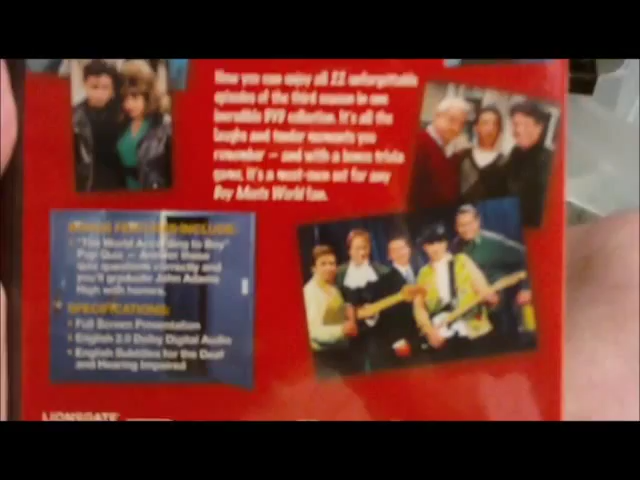 Now you can enjoy all 22 unforgettable
episodes of the third season in one
incredible DVD collection. It's all the
laughs and tender moments you
remember – and with a bonus trivia
game, it's a must-own set for any
Boy Meets World fan.
BONUS FEATURES INCLUDE:
• "The World According to Boy"
Pop Quiz – Answer these
quiz questions correctly and
you'll graduate John Adams
High with honors.
SPECIFICATIONS:
• Full Screen Presentation
• English 2.0 Dolby Digital Audio
• English Subtitles for the Deaf
and Hearing Impaired
LIONSGATE